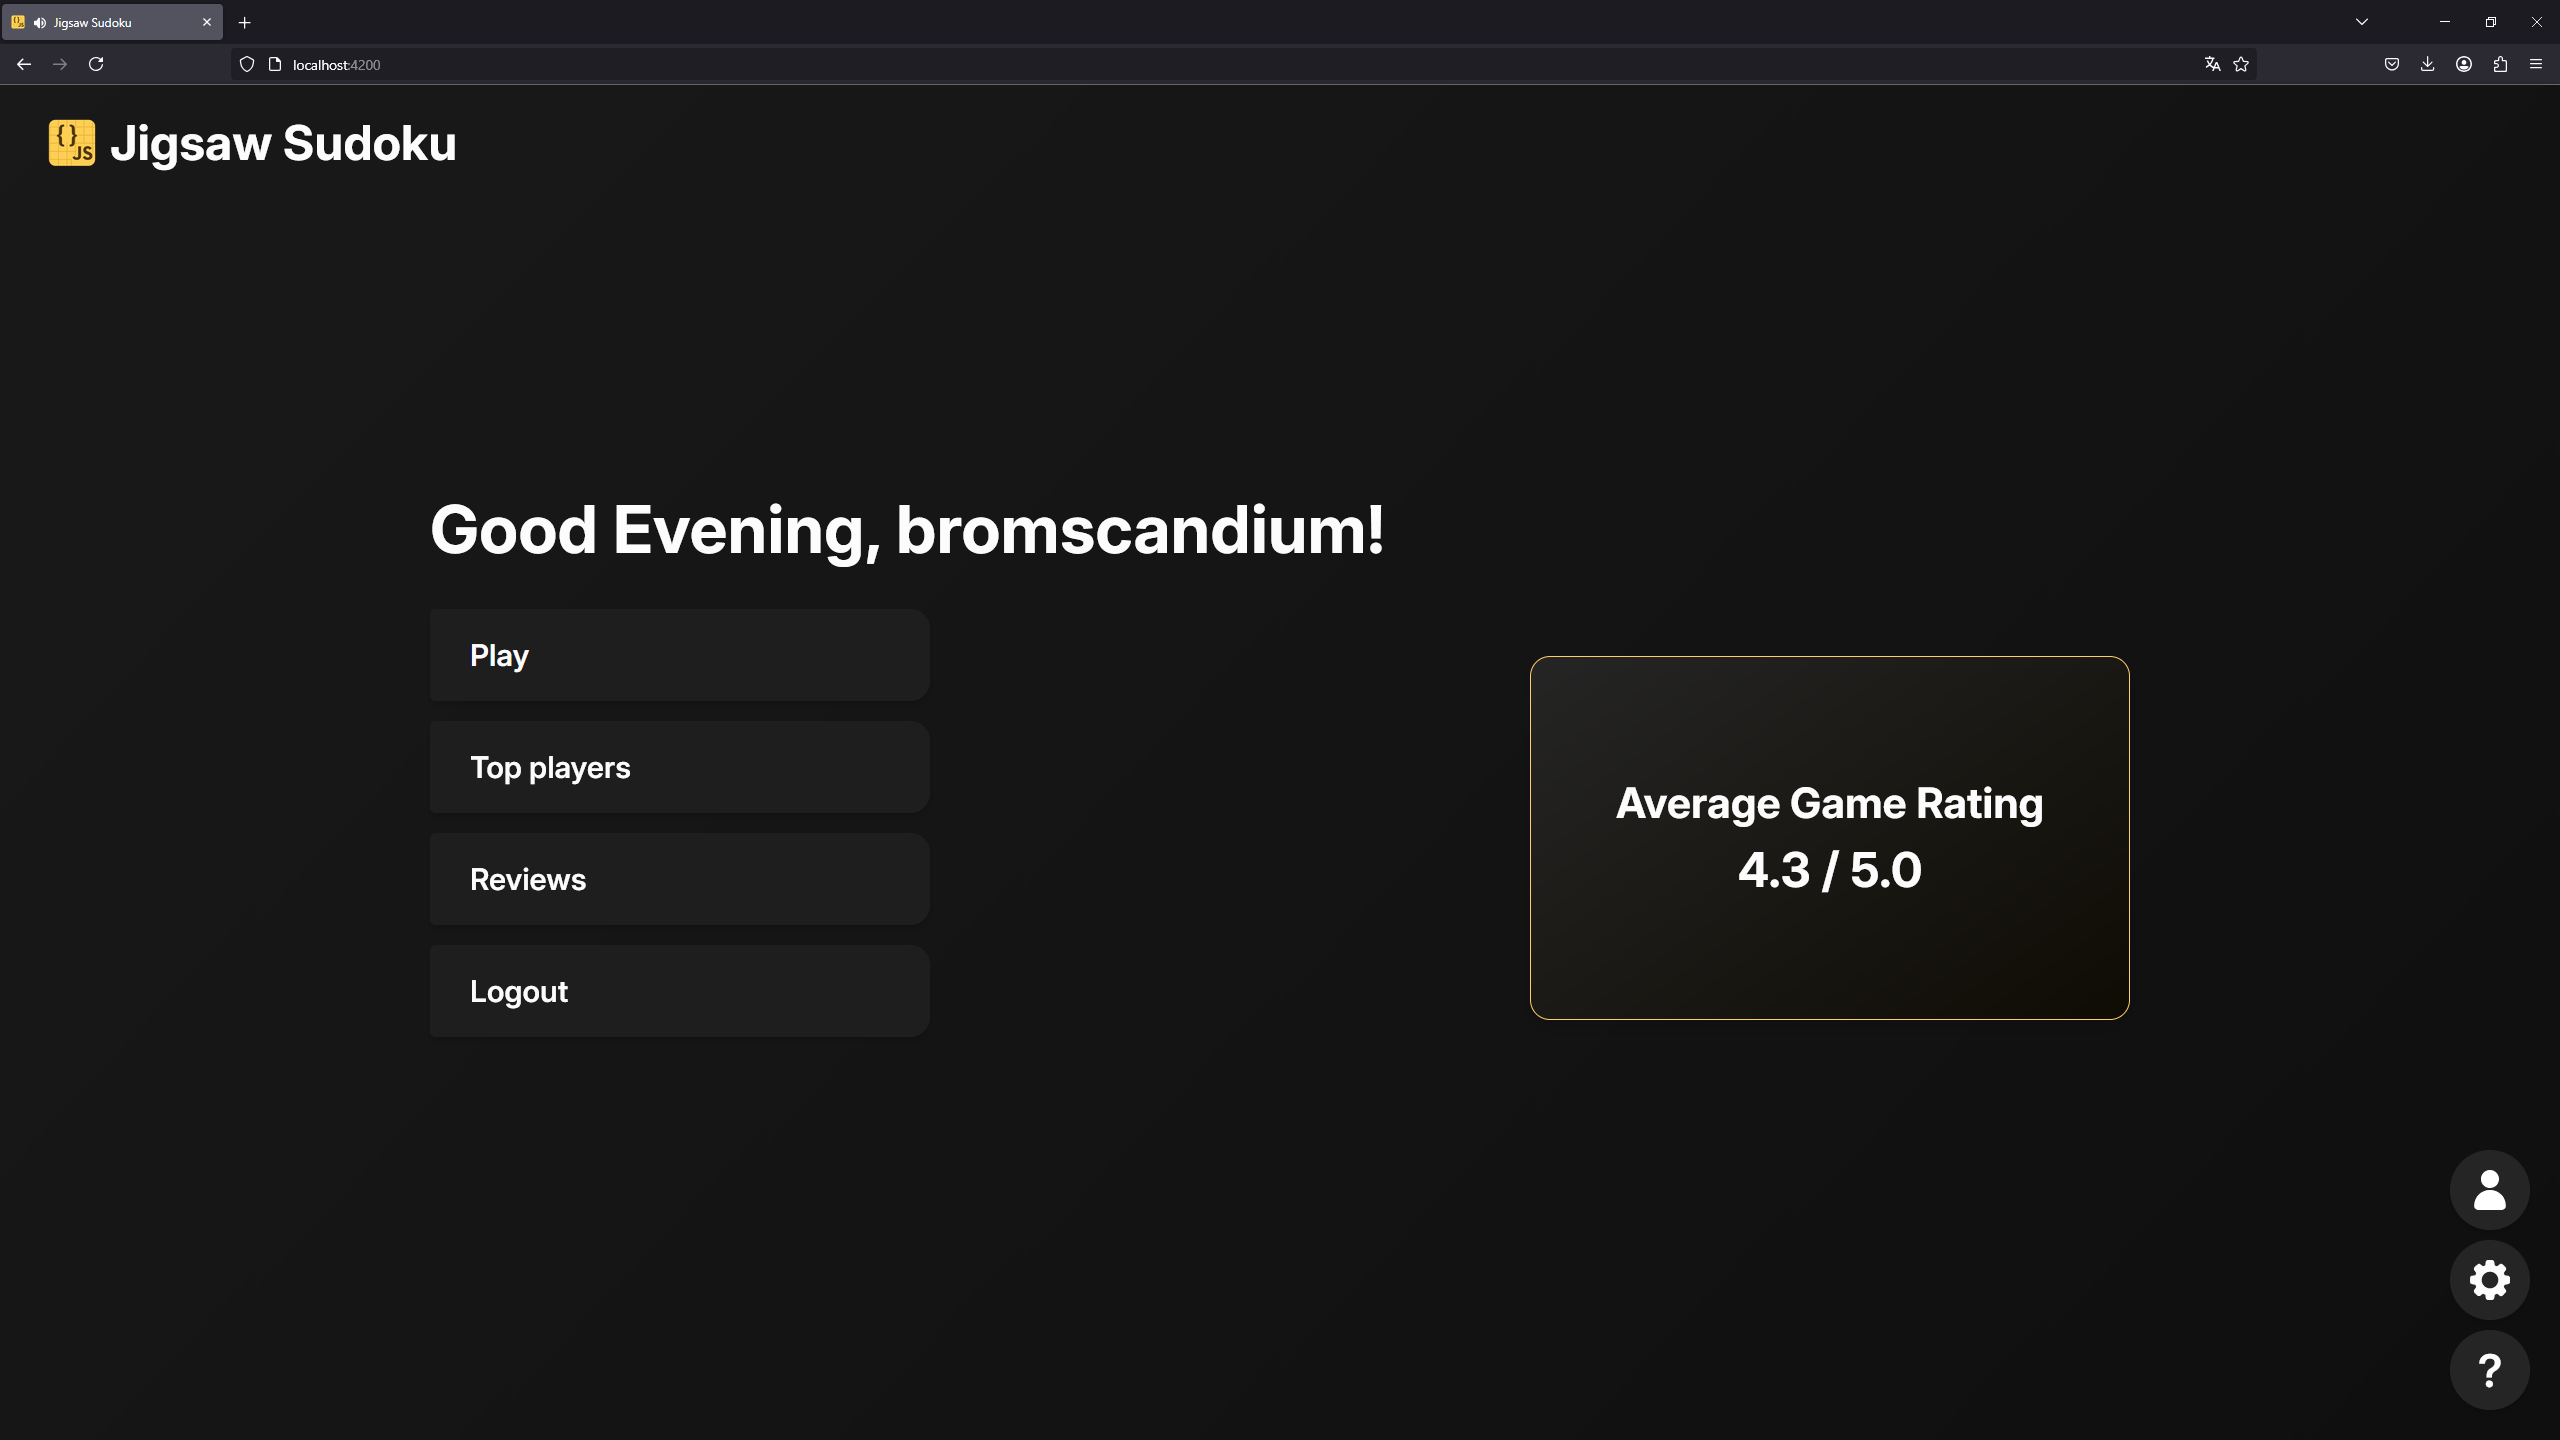 Jigsaw Sudoku
localhost:4200
{} JS Jigsaw Sudoku
Good Evening, bromscandium!
Play
Top players
Reviews
Logout
Average Game Rating
4.3 / 5.0
?